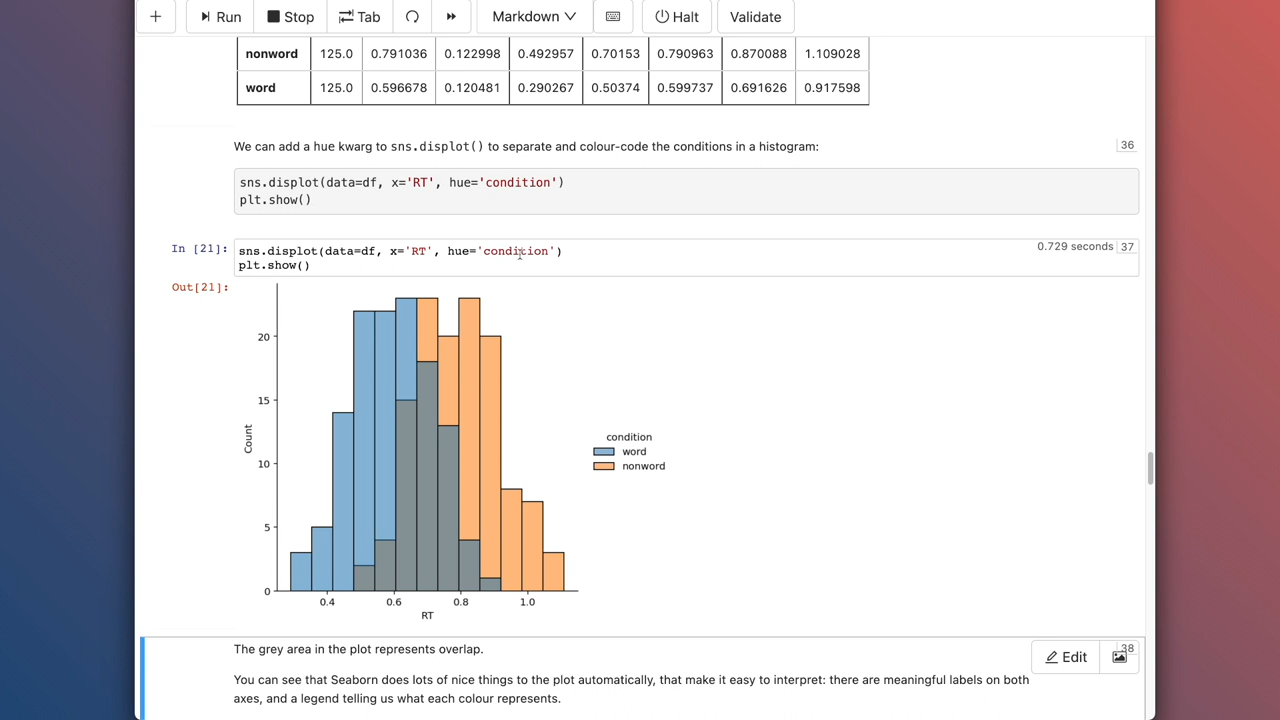 + Run Stop Tab Markdown Halt Validate
nonword 125.0 0.791036 0.122998 0.492957 0.70153 0.790963 0.870088 1.109028
word 125.0 0.596678 0.120481 0.290267 0.50374 0.599737 0.691626 0.917598
We can add a hue kwarg to sns.displot() to separate and colour-code the conditions in a histogram: 36
sns.displot(data=df, x='RT', hue='condition')
plt.show()
In [21]: sns.displot(data=df, x='RT', hue='condition') 0.729 seconds 37
plt.show()
Out[21]:
20
15
10
5
0
Count
0.4 0.6 0.8 1.0
RT
condition
word
nonword
The grey area in the plot represents overlap. 38
Edit
You can see that Seaborn does lots of nice things to the plot automatically, that make it easy to interpret: there are meaningful labels on both
axes, and a legend telling us what each colour represents.